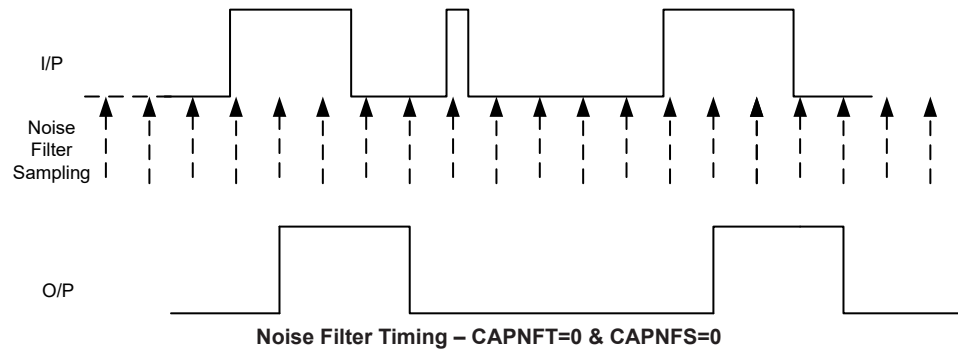 I/P
Noise
Filter
Sampling
O/P
Noise Filter Timing – CAPNFT=0 & CAPNFS=0